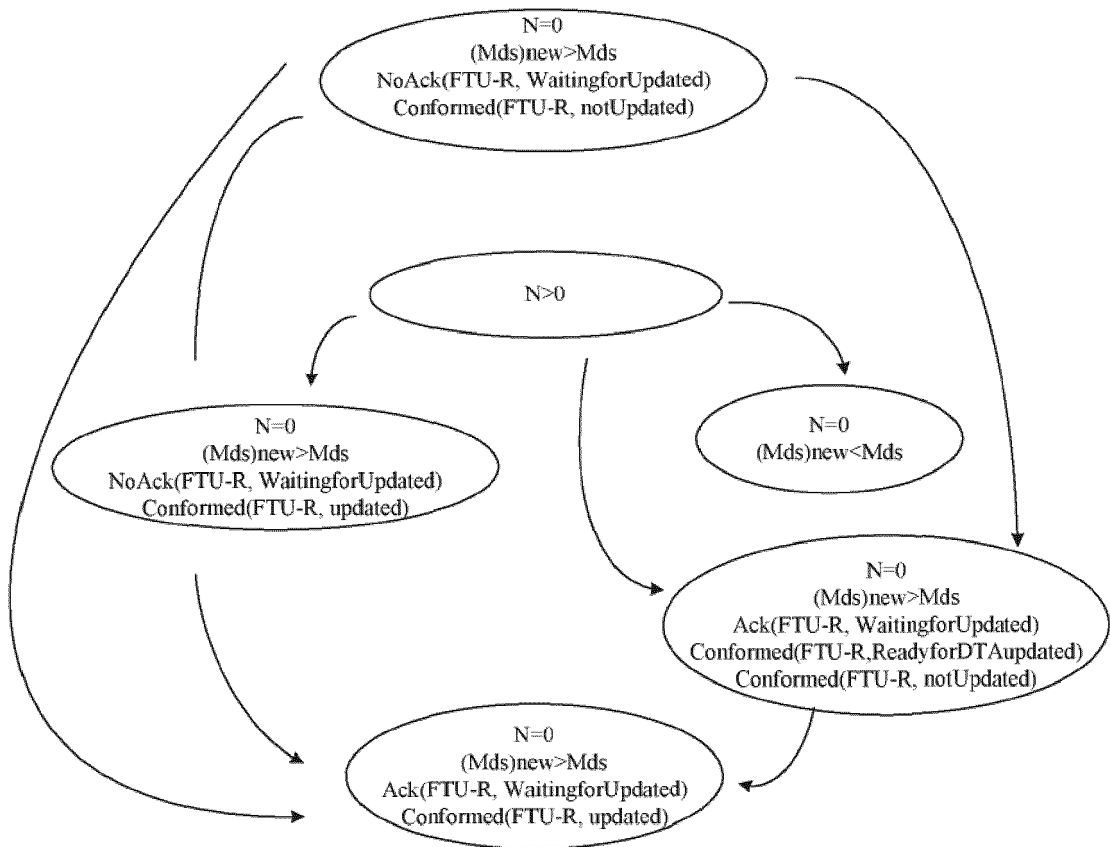 N=0
(Mds)new>Mds
NoAck(FTU-R, WaitingforUpdated)
Conformed(FTU-R, notUpdated)
N>0
N=0
(Mds)new>Mds
NoAck(FTU-R, WaitingforUpdated)
Conformed(FTU-R, updated)
N=0
(Mds)new<Mds
N=0
(Mds)new>Mds
Ack(FTU-R, WaitingforUpdated)
Conformed(FTU-R,ReadyforDTAupdated)
Conformed(FTU-R, notUpdated)
N=0
(Mds)new>Mds
Ack(FTU-R, WaitingforUpdated)
Conformed(FTU-R, updated)